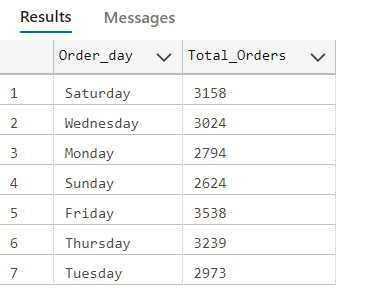 Results Messages
Order_day Total_Orders
1 Saturday 3158
2 Wednesday 3024
3 Monday 2794
4 Sunday 2624
5 Friday 3538
6 Thursday 3239
7 Tuesday 2973